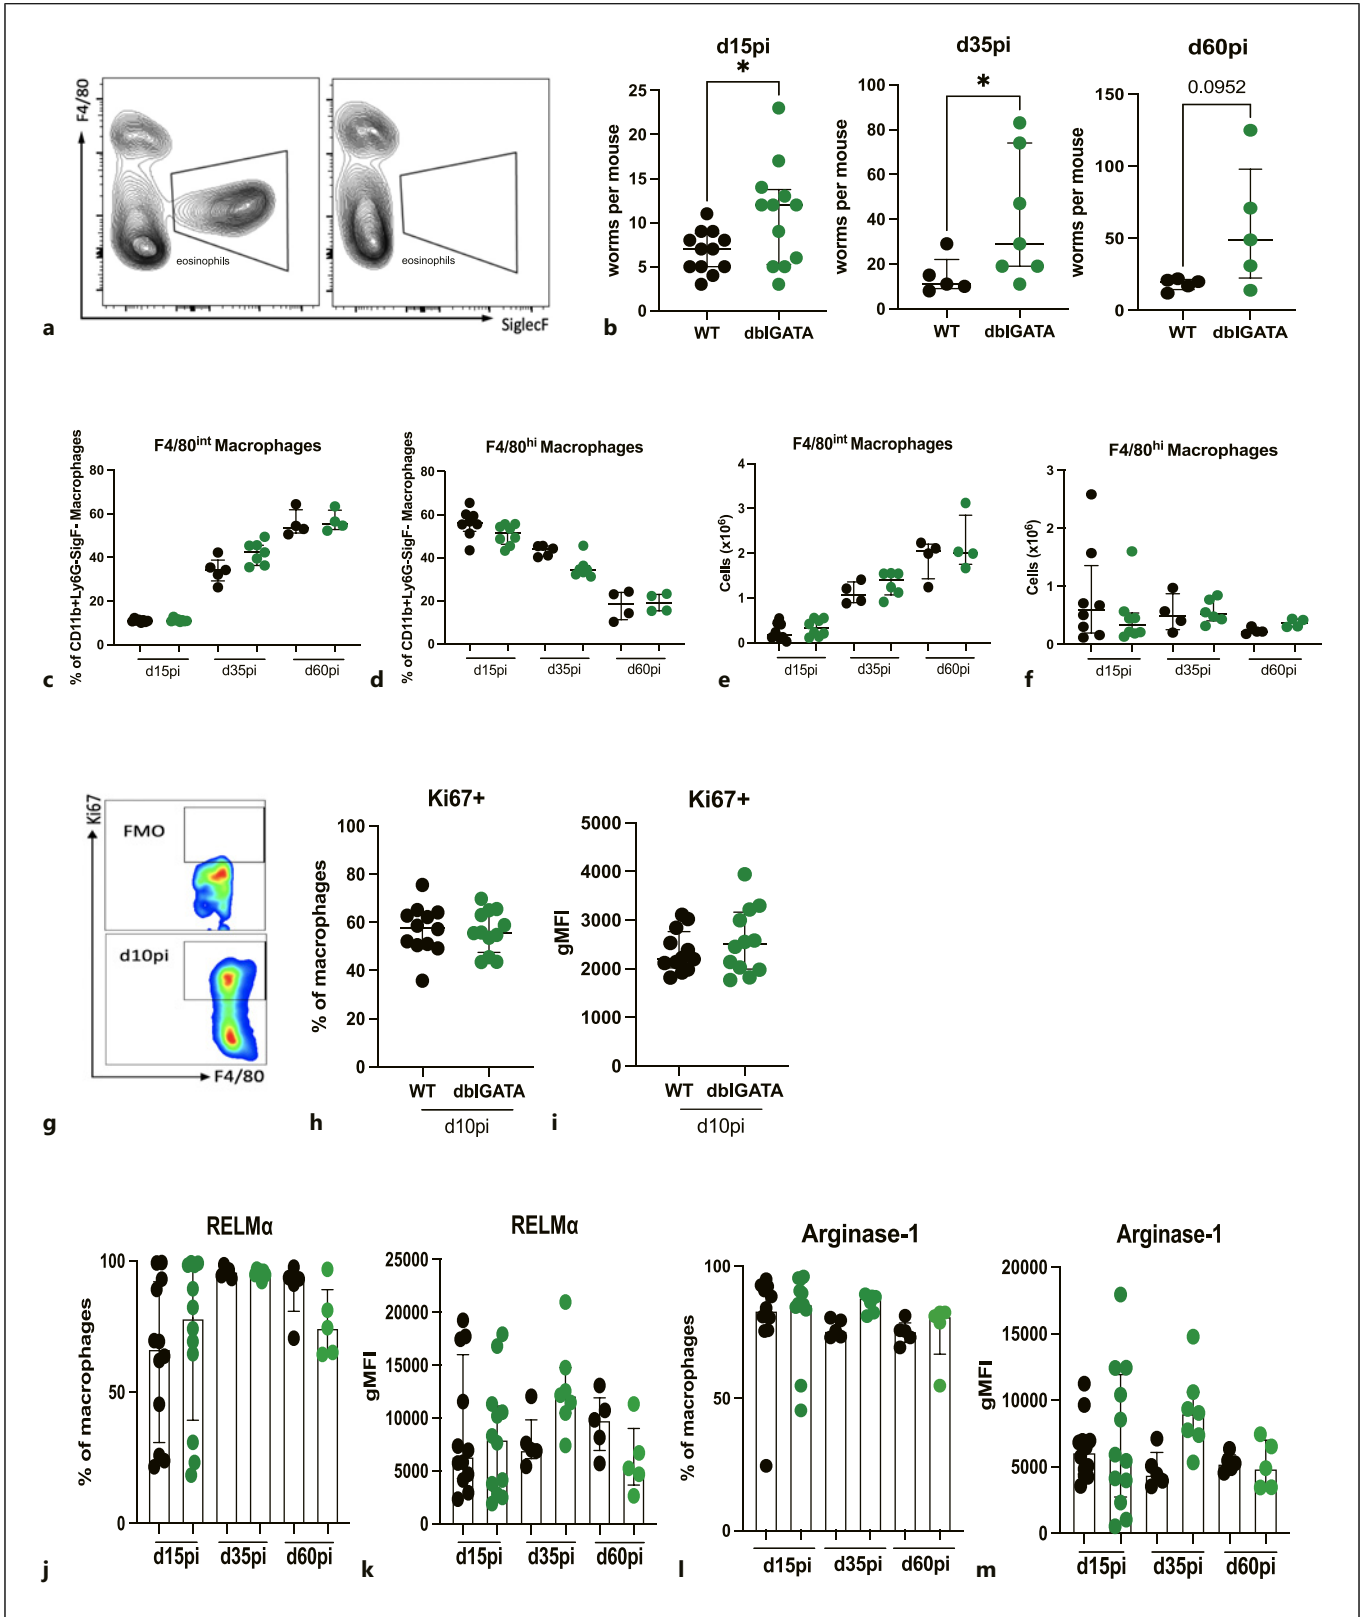 F4/80
eosinophils
eosinophils
SiglecF
a
d15pi
*
worms per mouse
25
20
15
10
5
0
WT
dblGATA
b
d35pi
*
worms per mouse
100
80
60
40
20
0
WT
dblGATA
d60pi
0.0952
worms per mouse
150
100
50
0
WT
dblGATA
F4/80int Macrophages
% of CD11b+Ly6G-SigF- Macrophages
80
60
40
20
0
d15pi
d35pi
d60pi
c
F4/80hi Macrophages
% of CD11b+Ly6G-SigF- Macrophages
80
60
40
20
0
d15pi
d35pi
d60pi
d
F4/80int Macrophages
Cells (x10⁶)
4
3
2
1
0
d15pi
d35pi
d60pi
e
F4/80hi Macrophages
Cells (x10⁶)
3
2
1
0
d15pi
d35pi
d60pi
f
Ki67
FMO
d10pi
F4/80
g
Ki67+
% of macrophages
100
80
60
40
20
0
WT
dblGATA
d10pi
h
Ki67+
gMFI
5000
4000
3000
2000
1000
0
WT
dblGATA
d10pi
i
RELMα
% of macrophages
100
50
0
d15pi
d35pi
d60pi
j
RELMα
gMFI
25000
20000
15000
10000
5000
0
d15pi
d35pi
d60pi
k
Arginase-1
% of macrophages
100
50
0
d15pi
d35pi
d60pi
l
Arginase-1
gMFI
20000
15000
10000
5000
0
d15pi
d35pi
d60pi
m